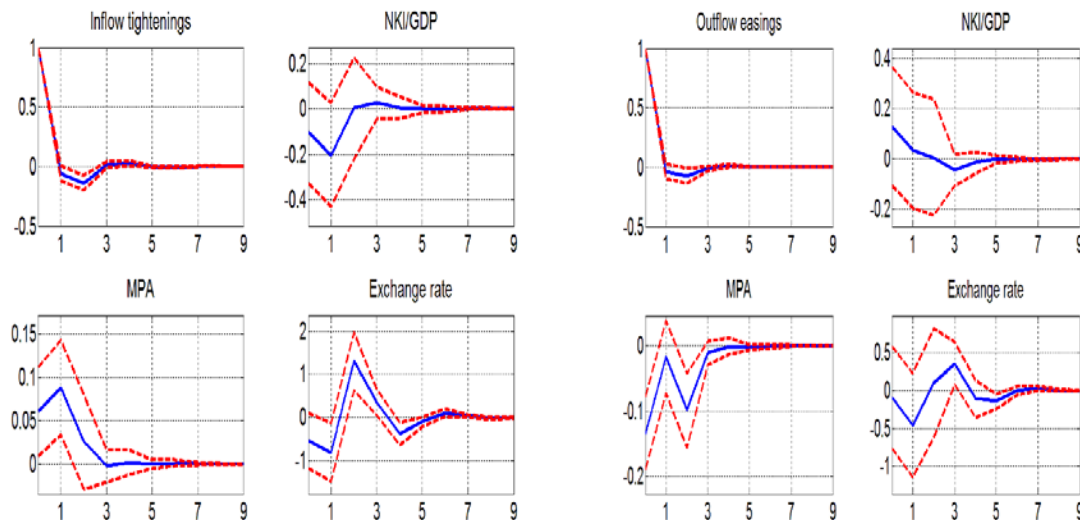 Inflow tightenings
1
0.5
0
-0.5
1 3 5 7 9
NKI/GDP
0.2
0
-0.2
-0.4
1 3 5 7 9
Outflow easings
1
0.5
0
-0.5
1 3 5 7 9
NKI/GDP
0.4
0.2
0
-0.2
1 3 5 7 9
MPA
0.15
0.1
0.05
0
1 3 5 7 9
Exchange rate
2
1
0
-1
1 3 5 7 9
MPA
0
-0.1
-0.2
1 3 5 7 9
Exchange rate
0.5
0
-0.5
-1
1 3 5 7 9